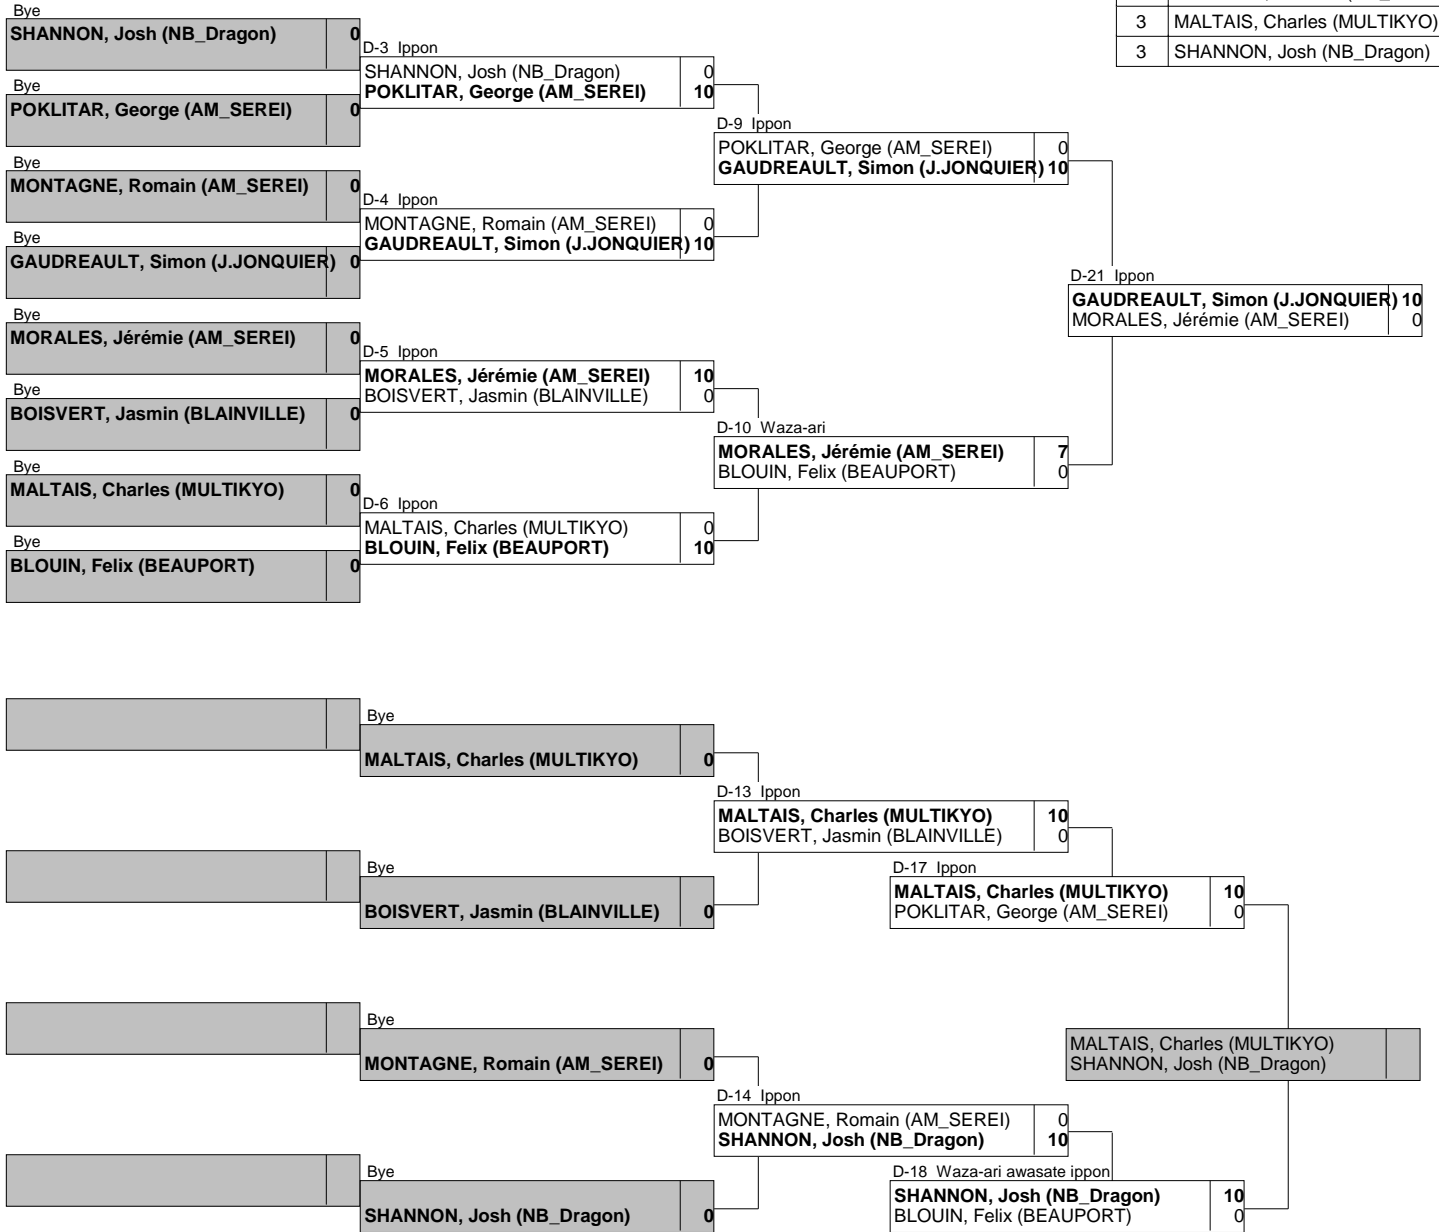 Bye
SHANNON, Josh (NB_Dragon) 0
Bye
POKLITAR, George (AM_SEREI) 0
Bye
MONTAGNE, Romain (AM_SEREI) 0
Bye
GAUDREAULT, Simon (J.JONQUIER) 0
Bye
MORALES, Jérémie (AM_SEREI) 0
Bye
BOISVERT, Jasmin (BLAINVILLE) 0
Bye
MALTAIS, Charles (MULTIKYO) 0
Bye
BLOUIN, Felix (BEAUPORT) 0
D-3 Ippon
SHANNON, Josh (NB_Dragon) 0
POKLITAR, George (AM_SEREI) 10
D-4 Ippon
MONTAGNE, Romain (AM_SEREI) 0
GAUDREAULT, Simon (J.JONQUIER) 10
D-5 Ippon
MORALES, Jérémie (AM_SEREI) 10
BOISVERT, Jasmin (BLAINVILLE) 0
D-6 Ippon
MALTAIS, Charles (MULTIKYO) 0
BLOUIN, Felix (BEAUPORT) 10
D-9 Ippon
POKLITAR, George (AM_SEREI) 0
GAUDREAULT, Simon (J.JONQUIER) 10
D-10 Waza-ari
MORALES, Jérémie (AM_SEREI) 7
BLOUIN, Felix (BEAUPORT) 0
D-21 Ippon
GAUDREAULT, Simon (J.JONQUIER) 10
MORALES, Jérémie (AM_SEREI) 0
3 MALTAIS, Charles (MULTIKYO)
3 SHANNON, Josh (NB_Dragon)
Bye
MALTAIS, Charles (MULTIKYO) 0
Bye
BOISVERT, Jasmin (BLAINVILLE) 0
Bye
MONTAGNE, Romain (AM_SEREI) 0
Bye
SHANNON, Josh (NB_Dragon) 0
D-13 Ippon
MALTAIS, Charles (MULTIKYO) 10
BOISVERT, Jasmin (BLAINVILLE) 0
D-14 Ippon
MONTAGNE, Romain (AM_SEREI) 0
SHANNON, Josh (NB_Dragon) 10
D-17 Ippon
MALTAIS, Charles (MULTIKYO) 10
POKLITAR, George (AM_SEREI) 0
D-18 Waza-ari awasate ippon
SHANNON, Josh (NB_Dragon) 10
BLOUIN, Felix (BEAUPORT) 0
MALTAIS, Charles (MULTIKYO)
SHANNON, Josh (NB_Dragon)